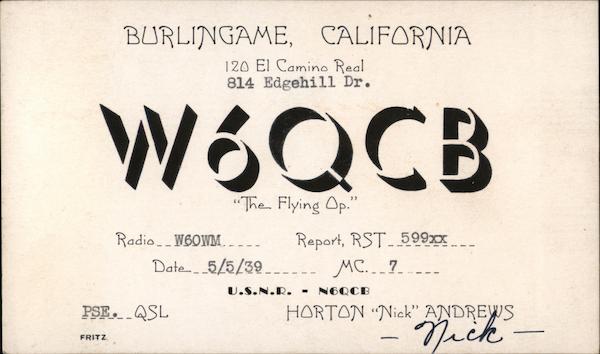 BURLINGAME, CALIFORNIA
120 El Camino Real
814 Edgehill Dr.
W6QCB
"The Flying Op."
Radio W6OWM Report, RST 599xx
Date 5/5/39 MC. 7
U.S.N.R. - N6QCB
PSE. QSL HORTON "Nick" ANDREWS
- Nick -
FRITZ